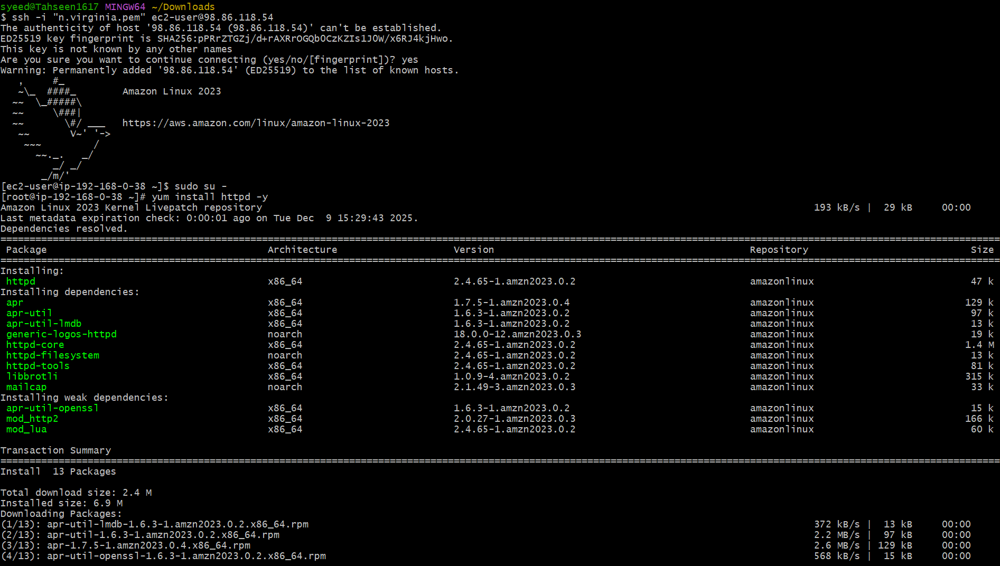 syeed@Tahseen1617 MINGW64 ~/Downloads
$ ssh -i "n.virginia.pem" ec2-user@98.86.118.54
The authenticity of host '98.86.118.54 (98.86.118.54)' can't be established.
ED25519 key fingerprint is SHA256:pPRrZTGZj/d+rAXRrOGQb0CzKZIs1J0W/x6RJ4kjHwo.
This key is not known by any other names
Are you sure you want to continue connecting (yes/no/[fingerprint])? yes
Warning: Permanently added '98.86.118.54' (ED25519) to the list of known hosts.
   ,     #_
   ~\_  ####_        Amazon Linux 2023
  ~~  \_#####\
  ~~     \###|
  ~~       \#/ ___   https://aws.amazon.com/linux/amazon-linux-2023
   ~~       V~' '->
    ~~~         /
      ~~._.   _/
         _/ _/
       _/m/'
[ec2-user@ip-192-168-0-38 ~]$ sudo su -
[root@ip-192-168-0-38 ~]# yum install httpd -y
Amazon Linux 2023 Kernel Livepatch repository 193 kB/s | 29 kB 00:00
Last metadata expiration check: 0:00:01 ago on Tue Dec  9 15:29:43 2025.
Dependencies resolved.
================================================================================
Package Architecture Version Repository Size
================================================================================
Installing:
httpd x86_64 2.4.65-1.amzn2023.0.2 amazonlinux 47 k
Installing dependencies:
apr x86_64 1.7.5-1.amzn2023.0.4 amazonlinux 129 k
apr-util x86_64 1.6.3-1.amzn2023.0.2 amazonlinux 97 k
apr-util-lmdb x86_64 1.6.3-1.amzn2023.0.2 amazonlinux 13 k
generic-logos-httpd noarch 18.0.0-12.amzn2023.0.3 amazonlinux 19 k
httpd-core x86_64 2.4.65-1.amzn2023.0.2 amazonlinux 1.4 M
httpd-filesystem noarch 2.4.65-1.amzn2023.0.2 amazonlinux 13 k
httpd-tools x86_64 2.4.65-1.amzn2023.0.2 amazonlinux 81 k
libbrotli x86_64 1.0.9-4.amzn2023.0.2 amazonlinux 315 k
mailcap noarch 2.1.49-3.amzn2023.0.3 amazonlinux 33 k
Installing weak dependencies:
apr-util-openssl x86_64 1.6.3-1.amzn2023.0.2 amazonlinux 15 k
mod_http2 x86_64 2.0.27-1.amzn2023.0.3 amazonlinux 166 k
mod_lua x86_64 2.4.65-1.amzn2023.0.2 amazonlinux 60 k
Transaction Summary
================================================================================
Install  13 Packages
Total download size: 2.4 M
Installed size: 6.9 M
Downloading Packages:
(1/13): apr-util-lmdb-1.6.3-1.amzn2023.0.2.x86_64.rpm 372 kB/s | 13 kB 00:00
(2/13): apr-util-1.6.3-1.amzn2023.0.2.x86_64.rpm 2.2 MB/s | 97 kB 00:00
(3/13): apr-1.7.5-1.amzn2023.0.4.x86_64.rpm 2.6 MB/s | 129 kB 00:00
(4/13): apr-util-openssl-1.6.3-1.amzn2023.0.2.x86_64.rpm 568 kB/s | 15 kB 00:00